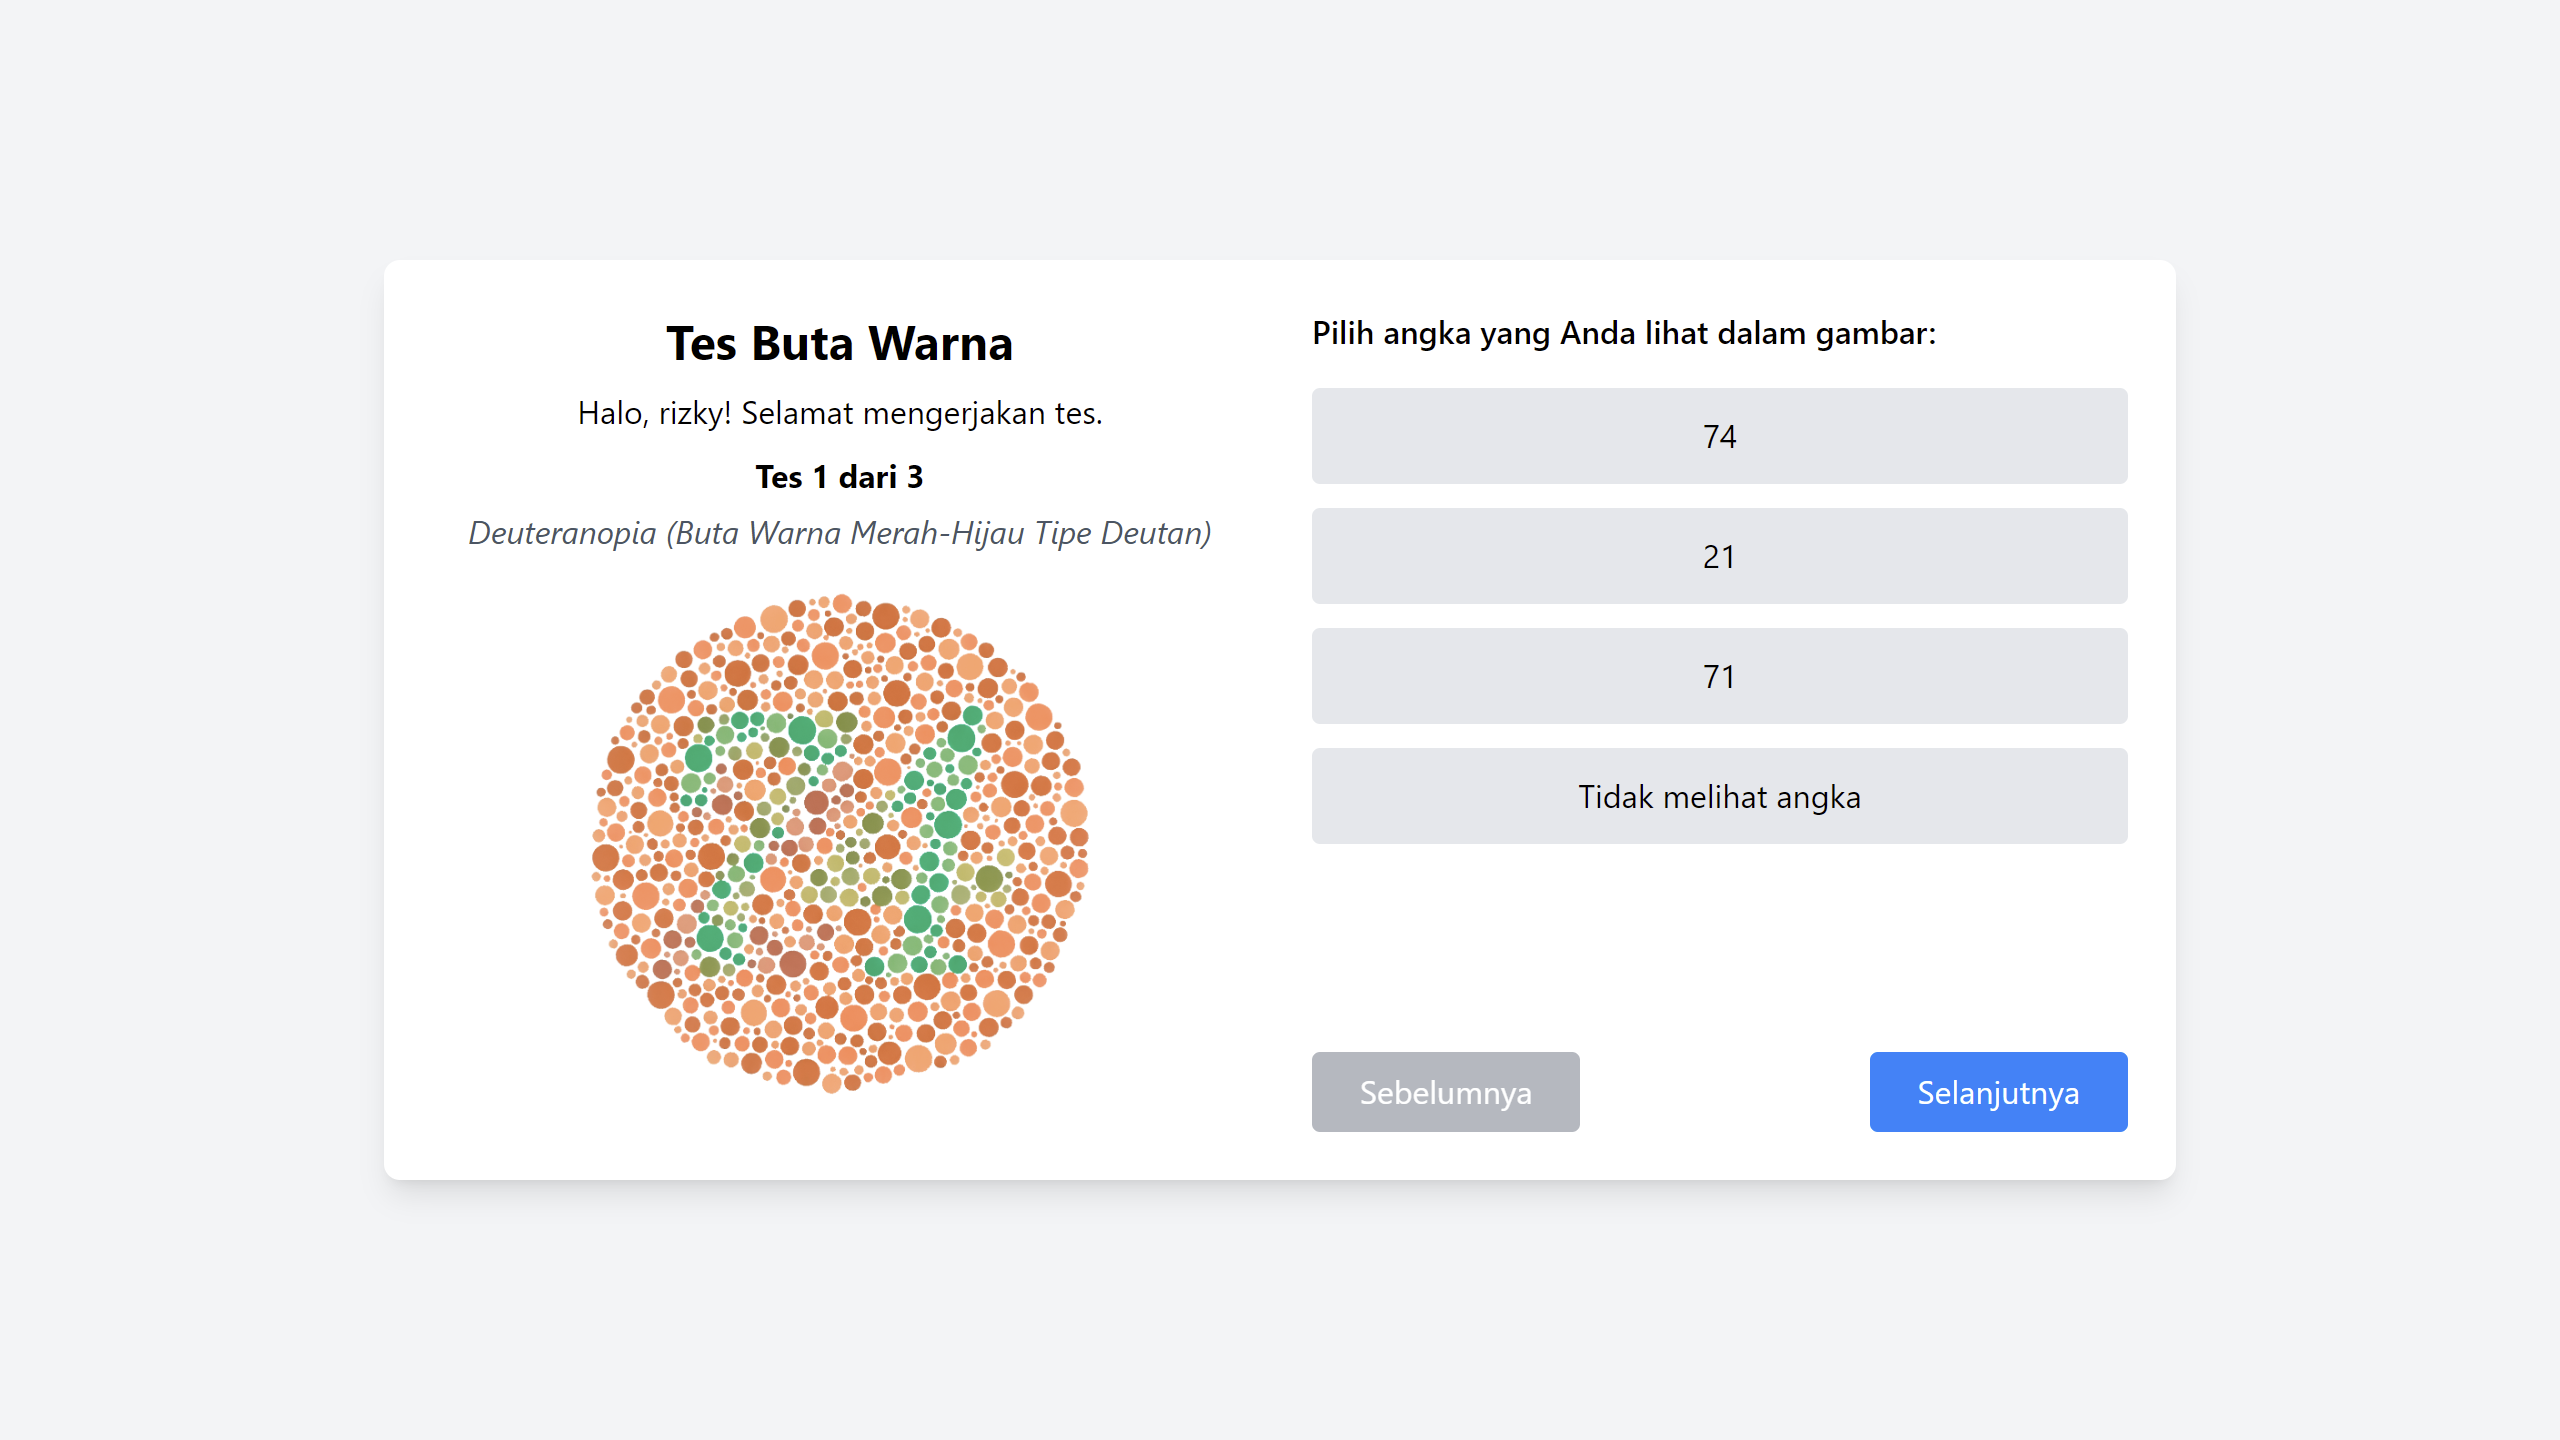 Tes Buta Warna
Halo, rizky! Selamat mengerjakan tes.
Tes 1 dari 3
Deuteranopia (Buta Warna Merah-Hijau Tipe Deutan)
74
Pilih angka yang Anda lihat dalam gambar:
74
21
71
Tidak melihat angka
Sebelumnya
Selanjutnya